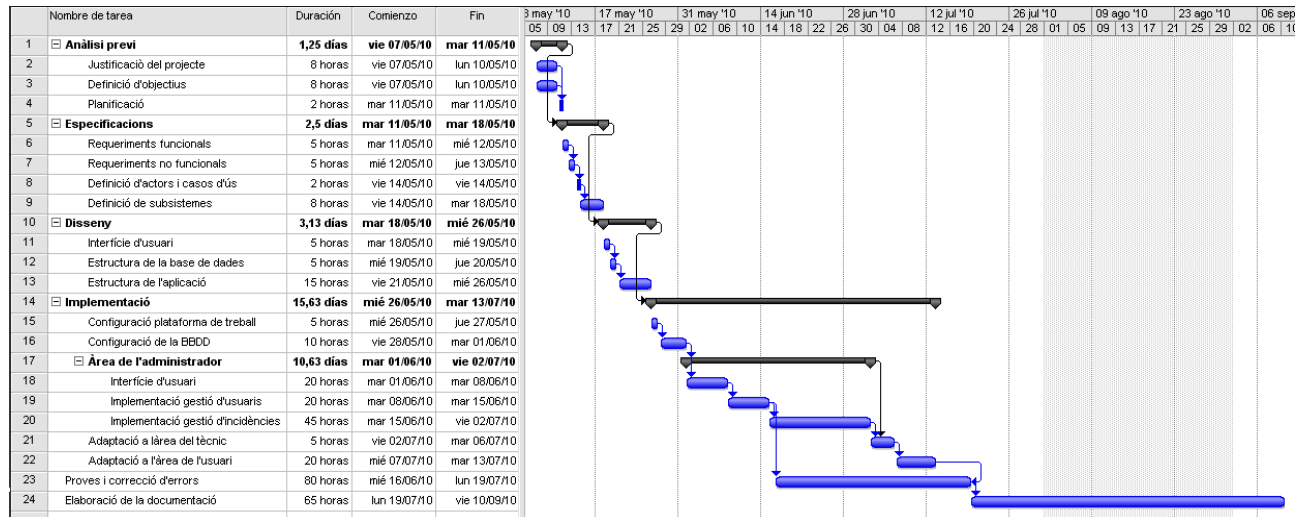 Nombre de tarea Duración Comienzo Fin 3 may '10 17 may '10 31 may '10 14 jun '10 28 jun '10 12 jul '10 26 jul '10 09 ago '10 23 ago '10 06 sep
05 09 13 17 21 25 29 02 06 10 14 18 22 26 30 04 08 12 16 20 24 28 01 05 09 13 17 21 25 29 02 06 10
1 Anàlisi previ 1,25 días vie 07/05/10 mar 11/05/10
2 Justificaciò del projecte 8 horas vie 07/05/10 lun 10/05/10
3 Definició d'objectius 8 horas vie 07/05/10 lun 10/05/10
4 Planificació 2 horas mar 11/05/10 mar 11/05/10
5 Especificacions 2,5 días mar 11/05/10 mar 18/05/10
6 Requeriments funcionals 5 horas mar 11/05/10 mié 12/05/10
7 Requeriments no funcionals 5 horas mié 12/05/10 jue 13/05/10
8 Definició d'actors i casos d'ús 2 horas vie 14/05/10 vie 14/05/10
9 Definició de subsistemes 8 horas vie 14/05/10 mar 18/05/10
10 Disseny 3,13 días mar 18/05/10 mié 26/05/10
11 Interfície d'usuari 5 horas mar 18/05/10 mié 19/05/10
12 Estructura de la base de dades 5 horas mié 19/05/10 jue 20/05/10
13 Estructura de l'aplicació 15 horas vie 21/05/10 mié 26/05/10
14 Implementació 15,63 días mié 26/05/10 mar 13/07/10
15 Configuració plataforma de treball 5 horas mié 26/05/10 jue 27/05/10
16 Configuració de la BBDD 10 horas vie 28/05/10 mar 01/06/10
17 Àrea de l'administrador 10,63 días mar 01/06/10 vie 02/07/10
18 Interfície d'usuari 20 horas mar 01/06/10 mar 08/06/10
19 Implementació gestió d'usuaris 20 horas mar 08/06/10 mar 15/06/10
20 Implementació gestió d'incidències 45 horas mar 15/06/10 vie 02/07/10
21 Adaptació a làrea del tècnic 5 horas vie 02/07/10 mar 06/07/10
22 Adaptació a l'àrea de l'usuari 20 horas mié 07/07/10 mar 13/07/10
23 Proves i correcció d'errors 80 horas mié 16/06/10 lun 19/07/10
24 Elaboració de la documentació 65 horas lun 19/07/10 vie 10/09/10